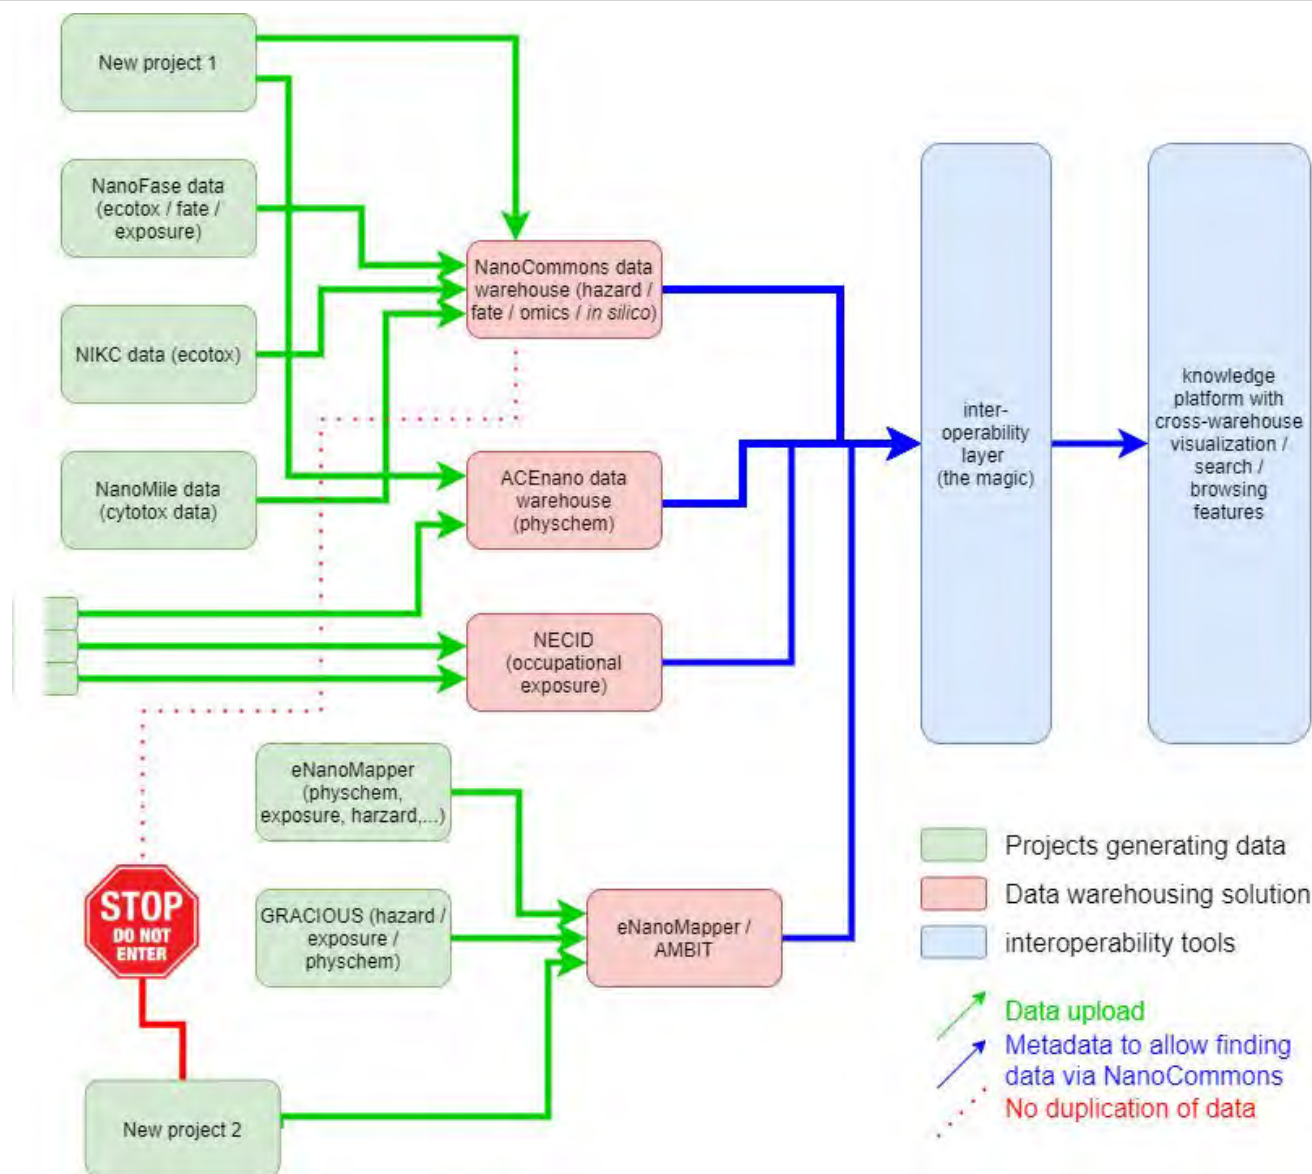 New project 1
NanoFase data
(ecotox / fate /
exposure)
NIKC data (ecotox)
NanoMile data
(cytotox data)
NanoCommons data
warehouse (hazard /
fate / omics / in silico)
ACEnano data
warehouse
(physchem)
NECID
(occupational
exposure)
eNanoMapper
(physchem,
exposure, harzard,...)
GRACIOUS (hazard /
exposure /
physchem)
eNanoMapper /
AMBIT
STOP
DO NOT
ENTER
New project 2
inter-
operability
layer
(the magic)
knowledge
platform with
cross-warehouse
visualization /
search /
browsing
features
Projects generating data
Data warehousing solution
interoperability tools
Data upload
Metadata to allow finding
data via NanoCommons
No duplication of data